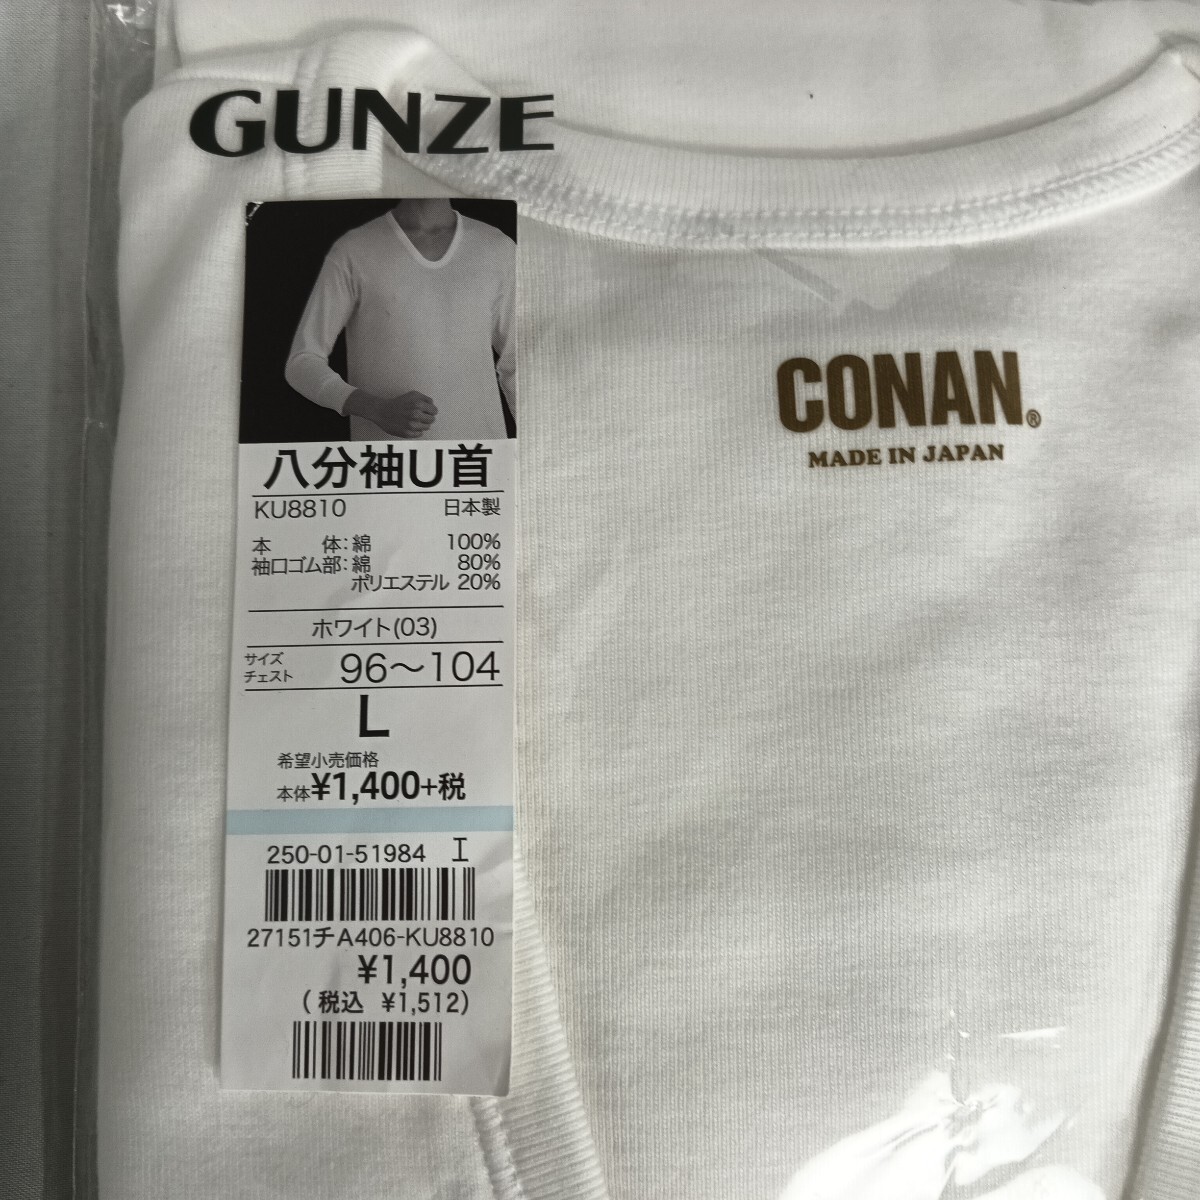 GUNZE
CONAN®
MADE IN JAPAN
八分袖U首
KU8810 日本製
本 体:綿 100%
袖口ゴム部:綿 80%
ポリエステル 20%
ホワイト(03)
サイズ
チェスト 96〜104
L
希望小売価格
本体¥1,400+税
250-01-51984 エ
27151チA406-KU8810
¥1,400
(税込 ¥1,512)